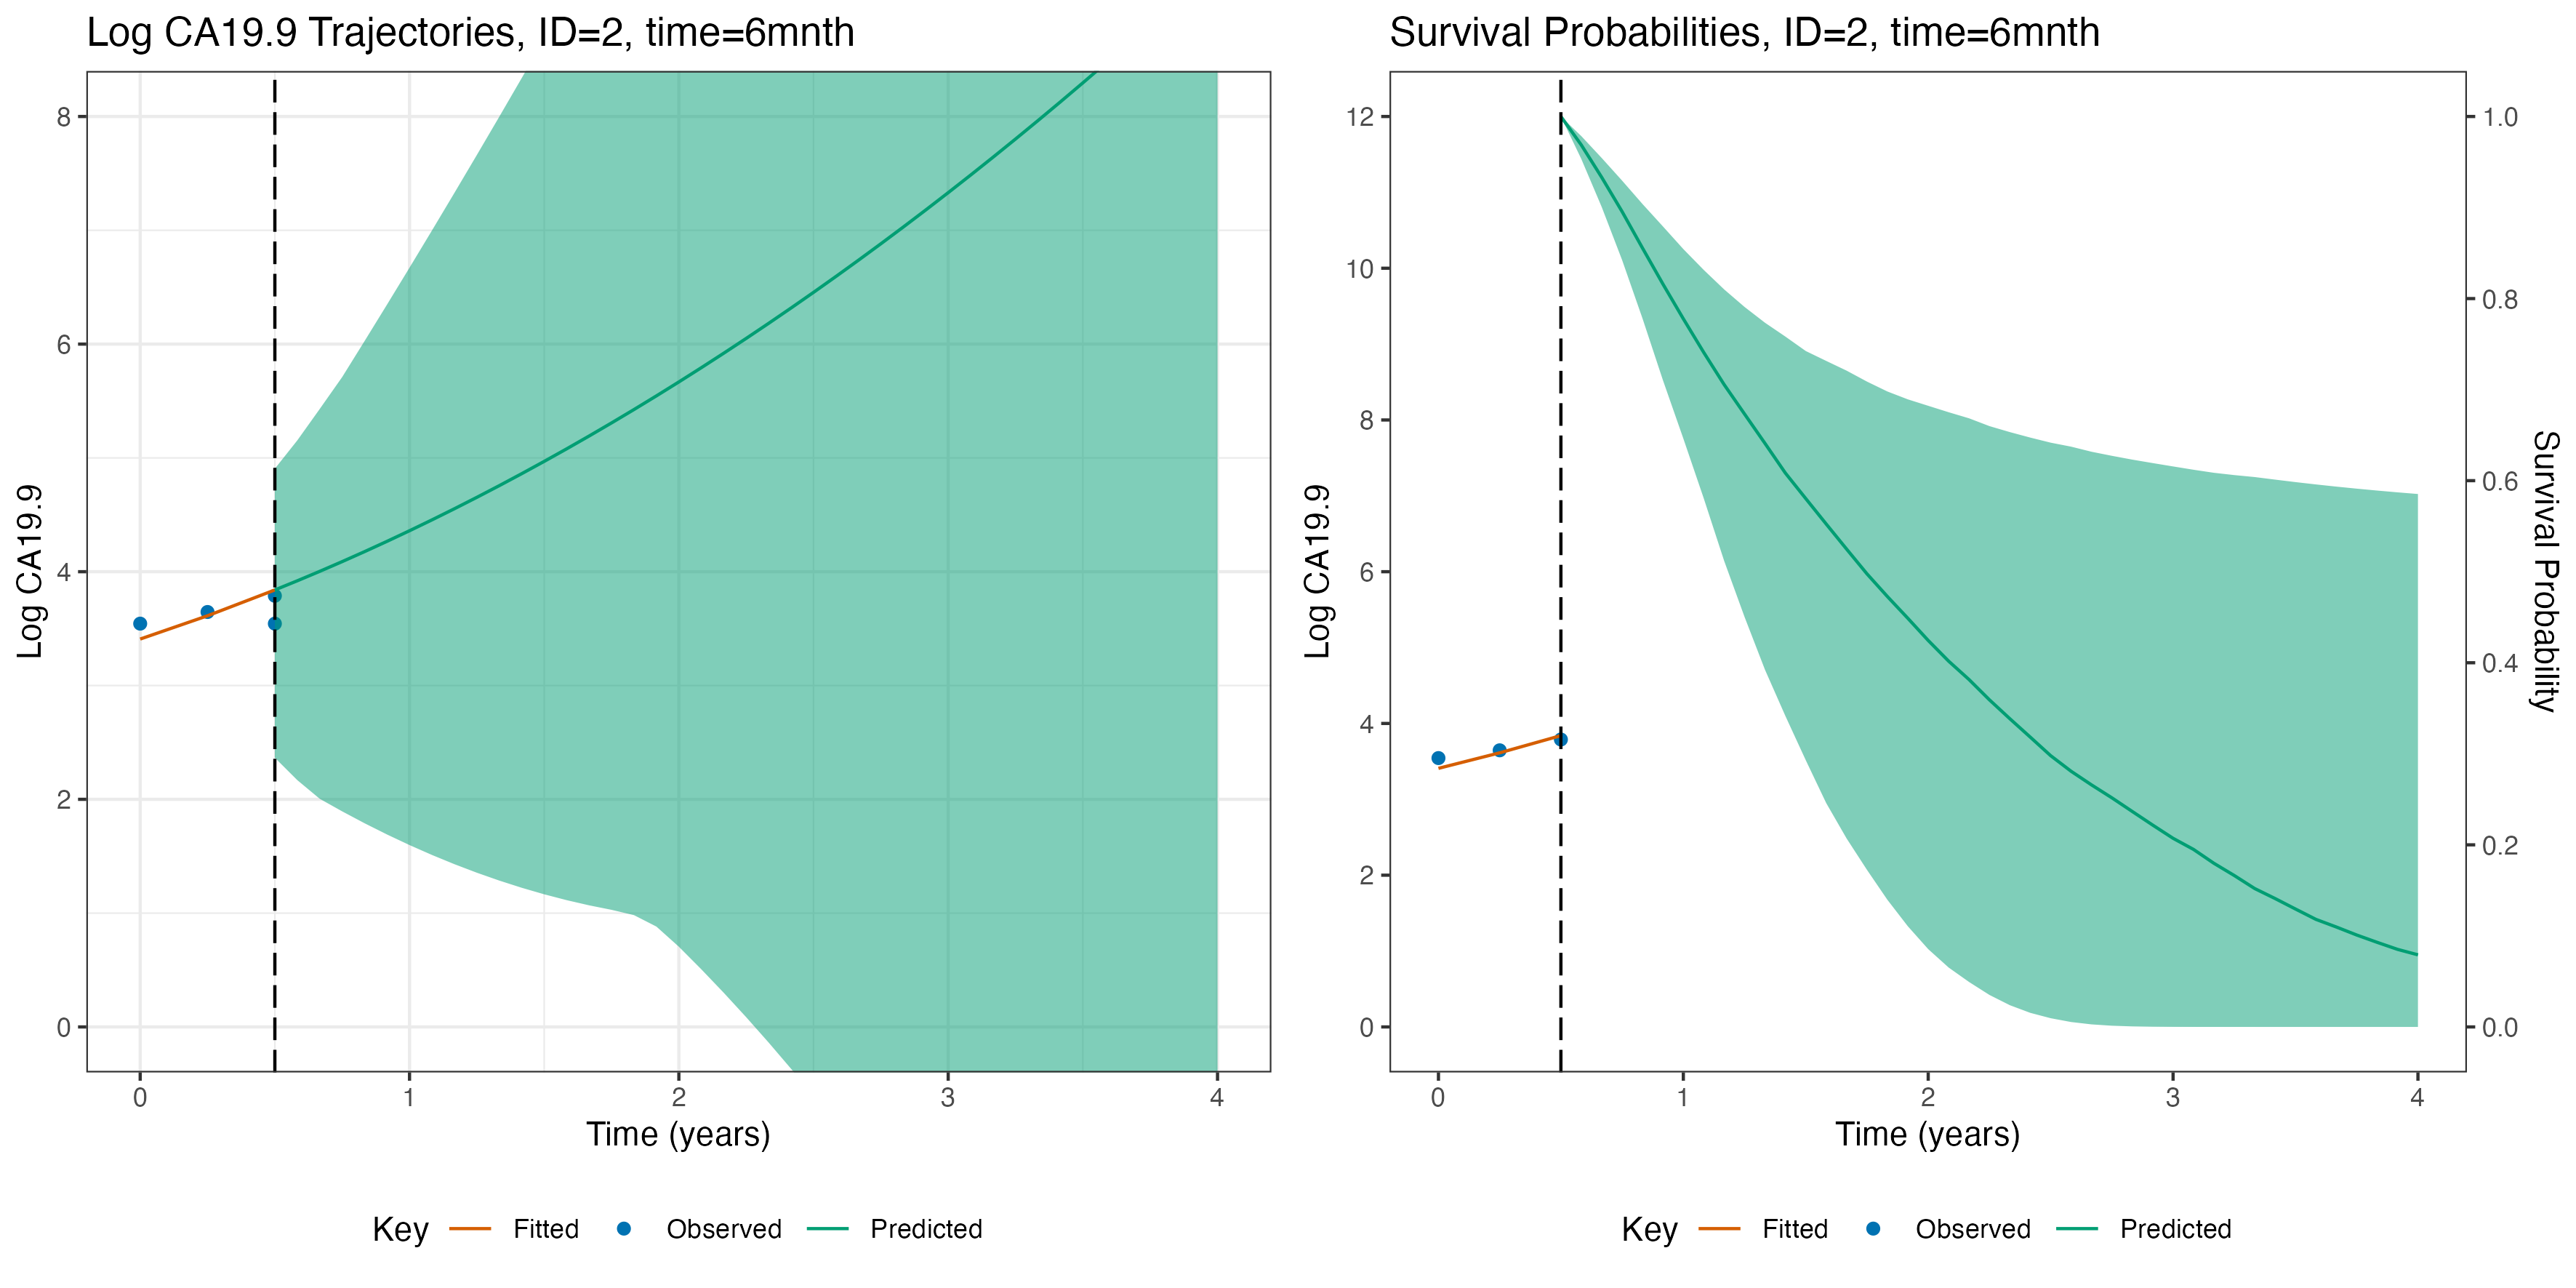 Log CA19.9 Trajectories, ID=2, time=6mnth
Log CA19.9
8
6
4
2
0
0 1 2 3 4
Time (years)
Key Fitted Observed Predicted
Survival Probabilities, ID=2, time=6mnth
Log CA19.9
12
10
8
6
4
2
0
1.0
0.8
0.6
0.4
0.2
0.0
Survival Probability
0 1 2 3 4
Time (years)
Key Fitted Observed Predicted